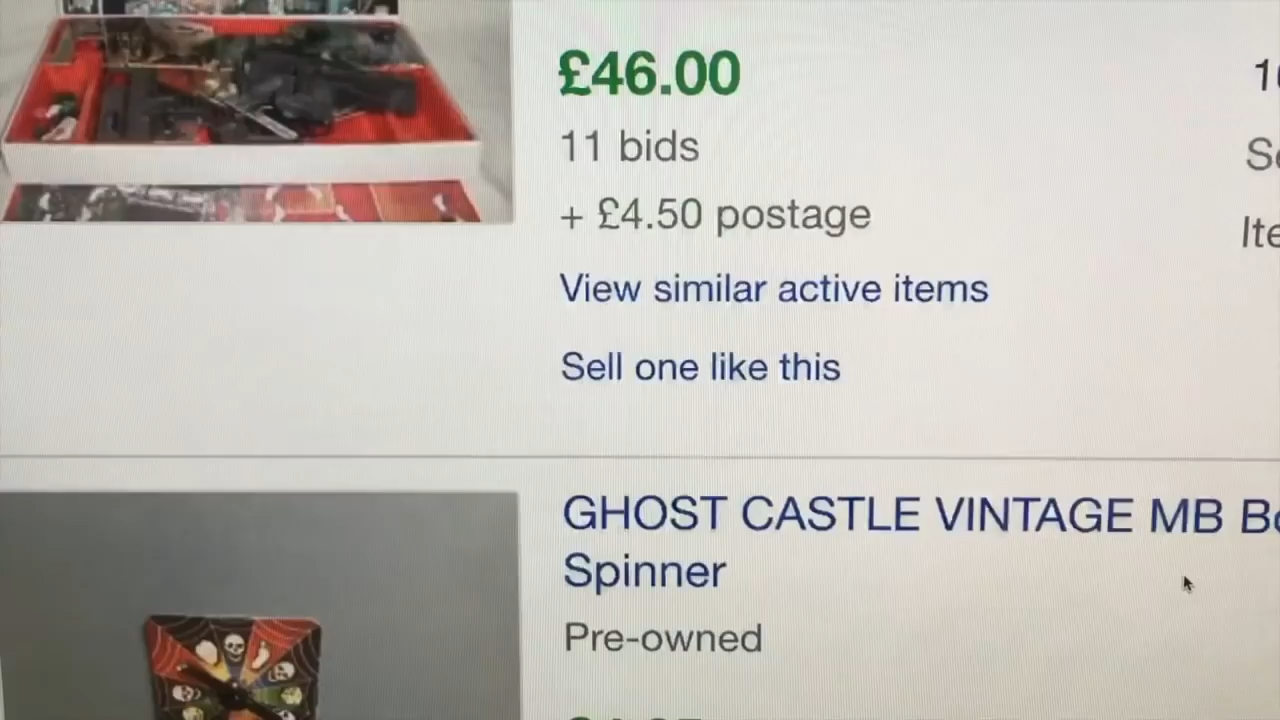 £46.00
11 bids
+ £4.50 postage
View similar active items
Sell one like this
GHOST CASTLE VINTAGE MB
Spinner
Pre-owned